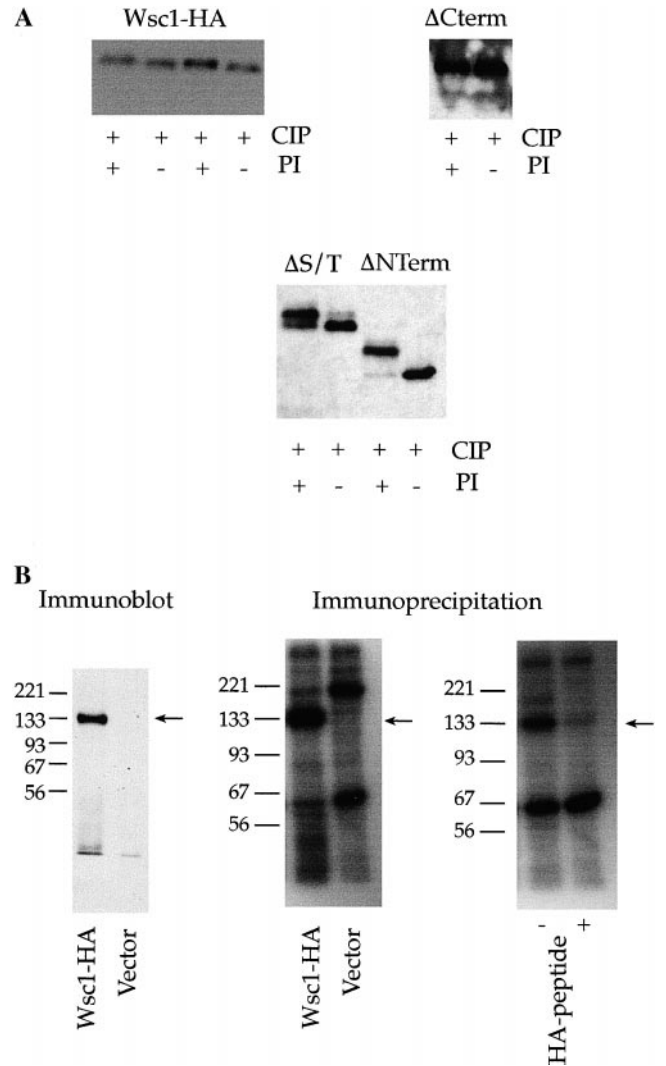 A
Wsc1-HA
+ + + + CIP
+ - + - PI
ΔCterm
+ + CIP
+ - PI
ΔS/T ΔNTerm
+ + + + CIP
+ - + - PI
B
Immunoblot
221
133
93
67
56
Wsc1-HA
Vector
Immunoprecipitation
221
133
93
67
56
Wsc1-HA
Vector
221
133
93
67
56
- +
HA-peptide